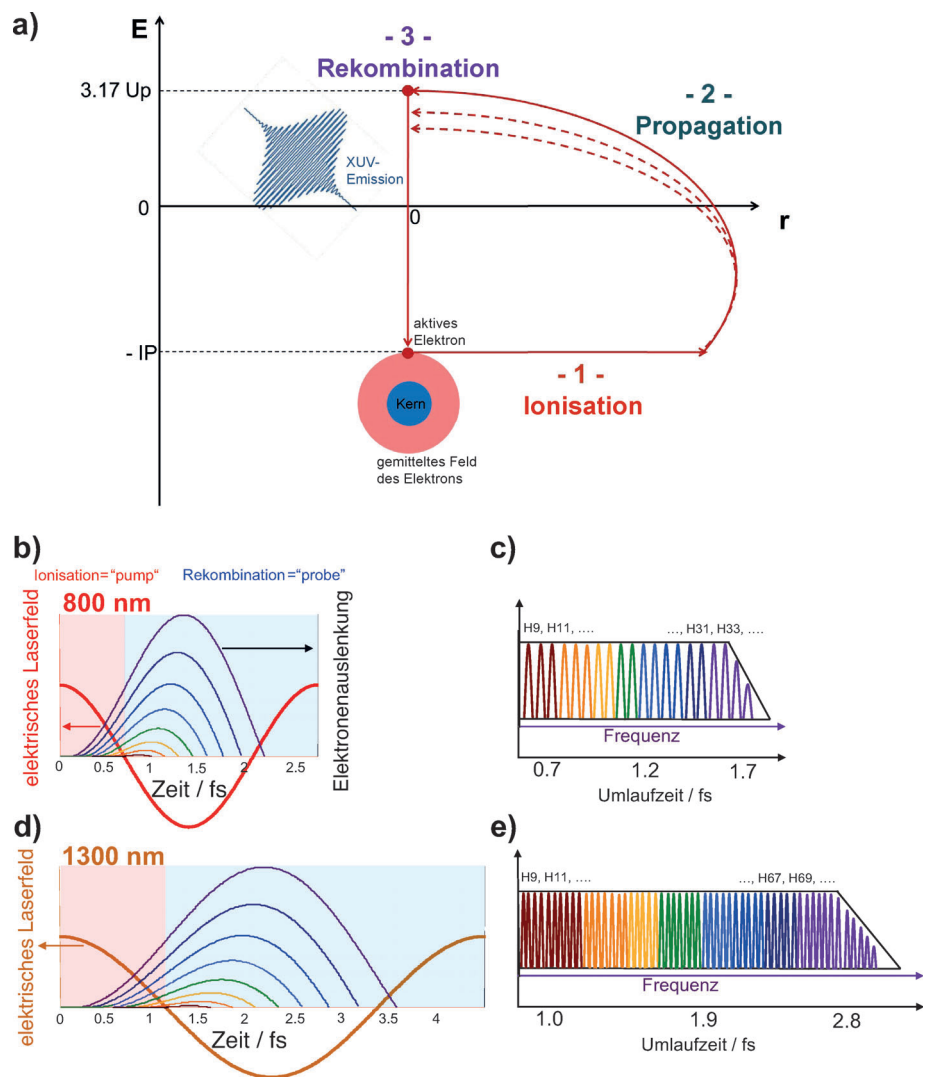 a)
E
- 3 -
Rekombination
3.17 Up
- 2 -
Propagation
XUV-
Emission
0
0
r
aktives
Elektron
- IP
- 1 -
Ionisation
Kern
gemitteltes Feld
des Elektrons
b)
Ionisation="pump"
Rekombination="probe"
800 nm
elektrisches Laserfeld
Elektronenauslenkung
0
0.5
1
1.5
2
2.5
Zeit / fs
c)
H9, H11, ....
..., H31, H33, ....
Frequenz
0.7
1.2
1.7
Umlaufzeit / fs
d)
1300 nm
elektrisches Laserfeld
0
0.5
1
1.5
2
2.5
3
3.5
4
Zeit / fs
e)
H9, H11, ....
..., H67, H69, ....
Frequenz
1.0
1.9
2.8
Umlaufzeit / fs